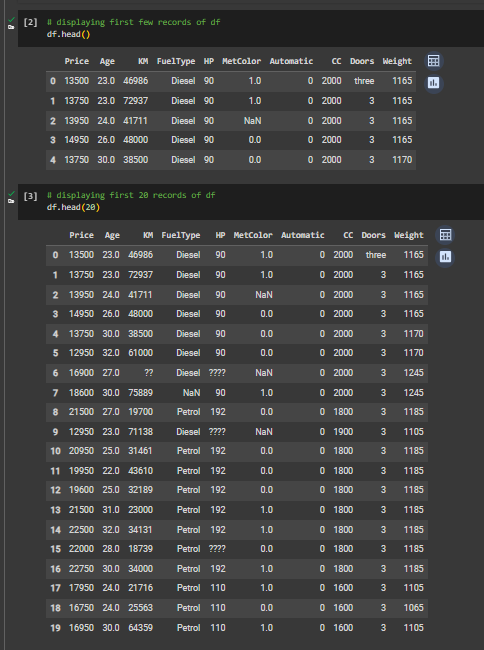 [2] # displaying first few records of df
df.head()
Price Age KM FuelType HP MetColor Automatic CC Doors Weight
0 13500 23.0 46986 Diesel 90 1.0 0 2000 three 1165
1 13750 23.0 72937 Diesel 90 1.0 0 2000 3 1165
2 13950 24.0 41711 Diesel 90 NaN 0 2000 3 1165
3 14950 26.0 48000 Diesel 90 0.0 0 2000 3 1165
4 13750 30.0 38500 Diesel 90 0.0 0 2000 3 1170
[3] # displaying first 20 records of df
df.head(20)
Price Age KM FuelType HP MetColor Automatic CC Doors Weight
0 13500 23.0 46986 Diesel 90 1.0 0 2000 three 1165
1 13750 23.0 72937 Diesel 90 1.0 0 2000 3 1165
2 13950 24.0 41711 Diesel 90 NaN 0 2000 3 1165
3 14950 26.0 48000 Diesel 90 0.0 0 2000 3 1165
4 13750 30.0 38500 Diesel 90 0.0 0 2000 3 1170
5 12950 32.0 61000 Diesel 90 0.0 0 2000 3 1170
6 16900 27.0 ?? Diesel ???? NaN 0 2000 3 1245
7 18600 30.0 75889 NaN 90 1.0 0 2000 3 1245
8 21500 27.0 19700 Petrol 192 0.0 0 1800 3 1185
9 12950 23.0 71138 Diesel ???? NaN 0 1900 3 1105
10 20950 25.0 31461 Petrol 192 0.0 0 1800 3 1185
11 19950 22.0 43610 Petrol 192 0.0 0 1800 3 1185
12 19600 25.0 32189 Petrol 192 0.0 0 1800 3 1185
13 21500 31.0 23000 Petrol 192 1.0 0 1800 3 1185
14 22500 32.0 34131 Petrol 192 1.0 0 1800 3 1185
15 22000 28.0 18739 Petrol ???? 0.0 0 1800 3 1185
16 22750 30.0 34000 Petrol 192 1.0 0 1800 3 1185
17 17950 24.0 21716 Petrol 110 1.0 0 1600 3 1105
18 16750 24.0 25563 Petrol 110 0.0 0 1600 3 1065
19 16950 30.0 64359 Petrol 110 1.0 0 1600 3 1105